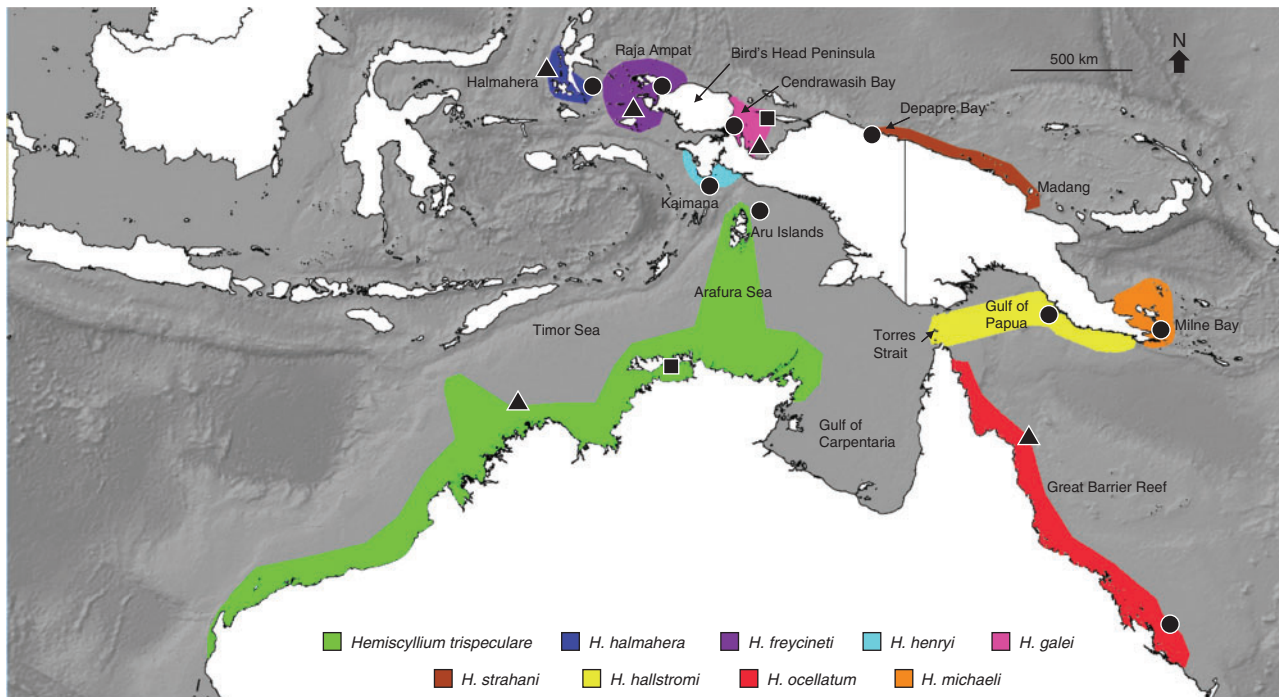 Raja Ampat
Bird's Head Peninsula
N
500 km
Halmahera
Cendrawasih Bay
Depapre Bay
Madang
Kaimana
Aru Islands
Arafura Sea
Timor Sea
Torres
Strait
Gulf of
Papua
Milne Bay
Gulf of
Carpentaria
Great Barrier Reef
Hemiscyllium trispeculare H. halmahera H. freycineti H. henryi H. galei
H. strahani H. hallstromi H. ocellatum H. michaeli